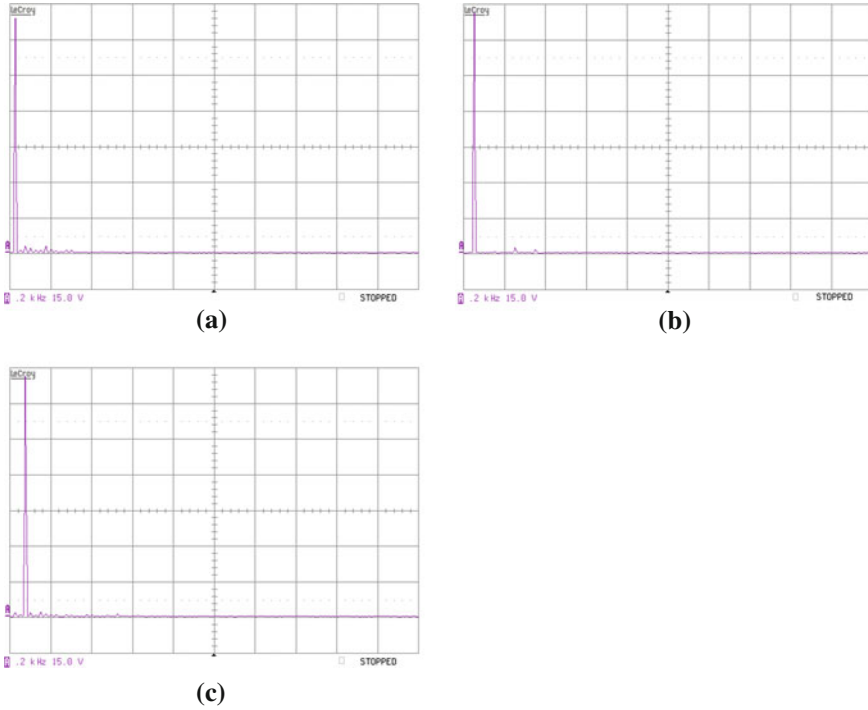 LeCroy
A .2 kHz 15.0 V
STOPPED
(a)
LeCroy
A .2 kHz 15.0 V
STOPPED
(b)
LeCroy
A .2 kHz 15.0 V
STOPPED
(c)